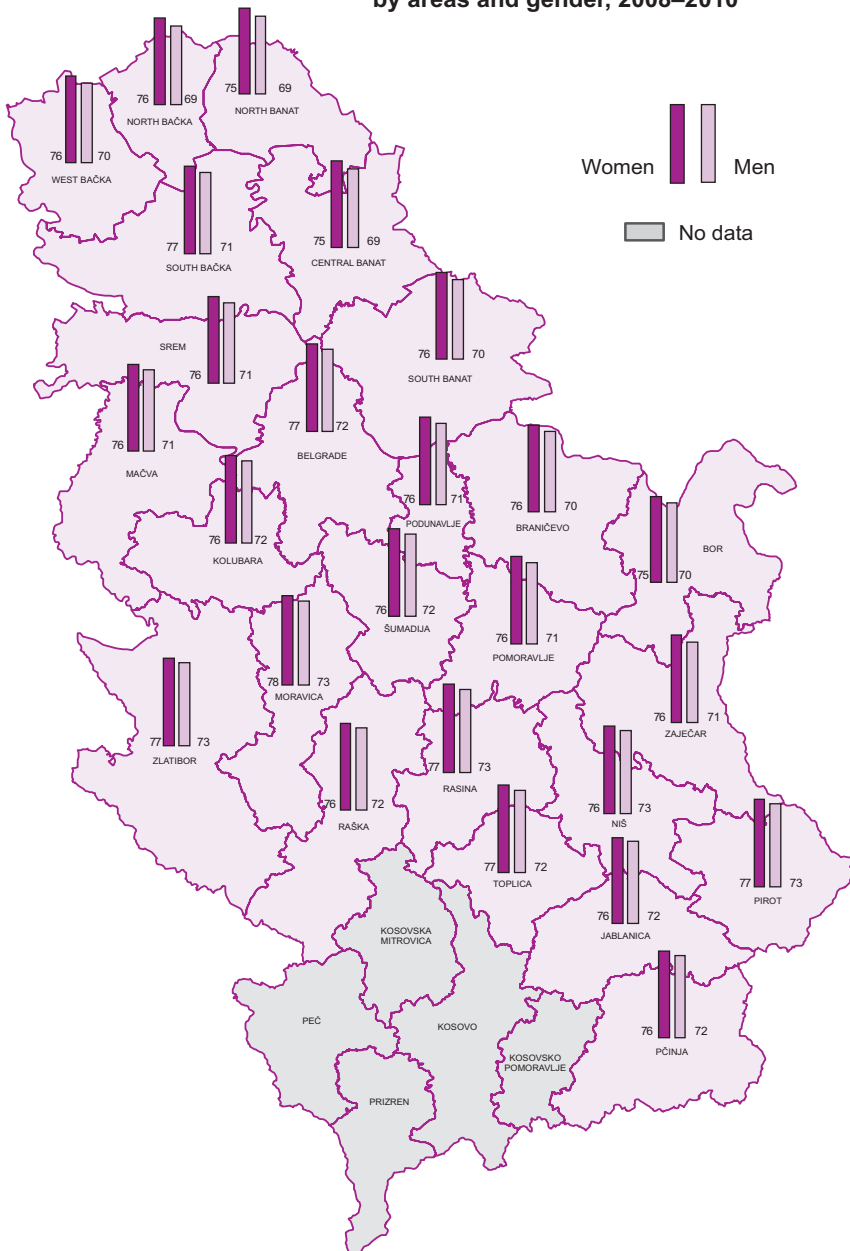 by areas and gender, 2008–2010
Women Men
No data
76 69
NORTH BAČKA
75 69
NORTH BANAT
76 70
WEST BAČKA
77 71
SOUTH BAČKA
75 69
CENTRAL BANAT
SREM
76 71
76 70
SOUTH BANAT
76 71
MAČVA
77 72
BELGRADE
76 71
PODUNAVLJE
76 70
BRANIČEVO
76 72
KOLUBARA
BOR
75 70
76 72
ŠUMADIJA
76 71
POMORAVLJE
78 73
MORAVICA
76 71
ZAJEČAR
77 73
ZLATIBOR
77 73
RASINA
76 72
RAŠKA
76 73
NIŠ
77 72
TOPLICA
77 73
PIROT
76 72
JABLANICA
KOSOVSKA
MITROVICA
PEĆ
KOSOVO
KOSOVSKO
POMORAVLJE
76 72
PČINJA
PRIZREN